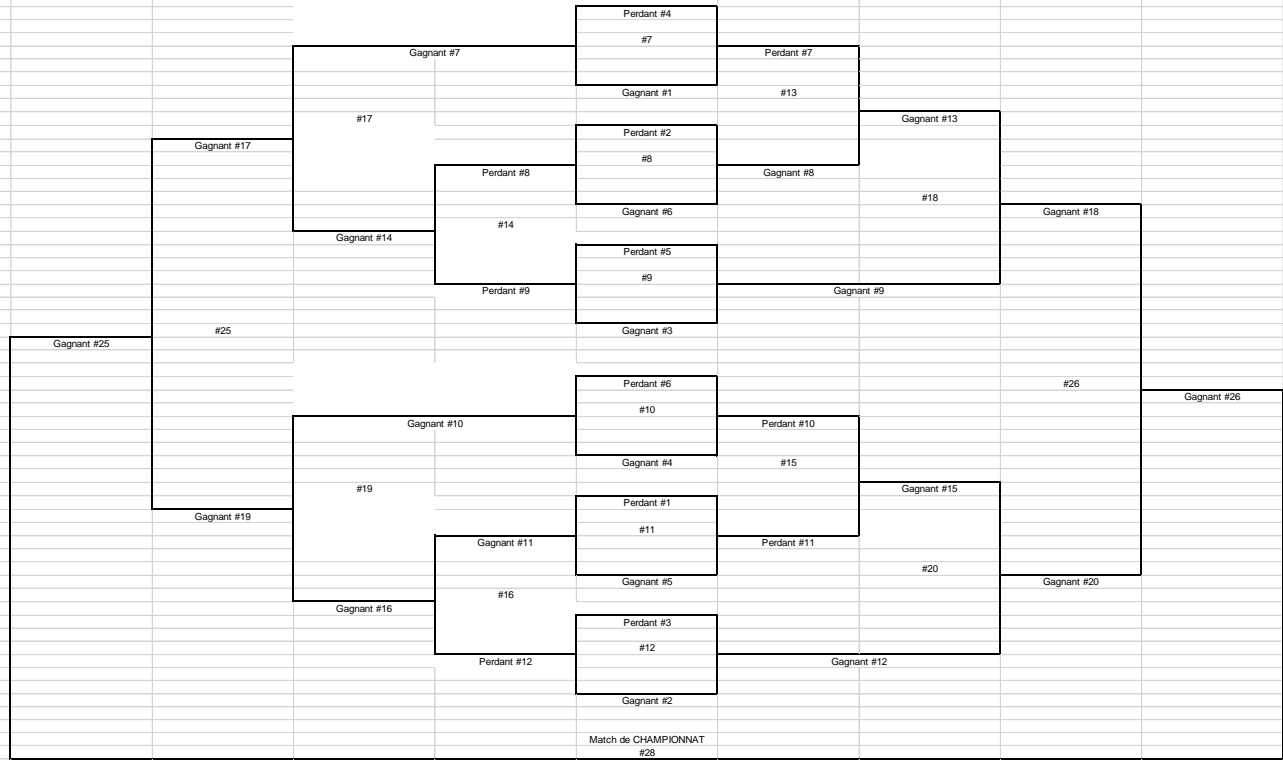 Perdant #4
#7
Gagnant #7
Perdant #7
Gagnant #1
#13
#17
Gagnant #13
Perdant #2
Gagnant #17
#8
Perdant #8
Gagnant #8
#18
Gagnant #6
Gagnant #18
#14
Gagnant #14
Perdant #5
#9
Perdant #9
Gagnant #9
#25
Gagnant #3
Gagnant #25
Perdant #6
#26
Gagnant #26
#10
Gagnant #10
Perdant #10
Gagnant #4
#15
#19
Gagnant #15
Perdant #1
Gagnant #19
#11
Gagnant #11
Perdant #11
#20
Gagnant #5
Gagnant #20
#16
Gagnant #16
Perdant #3
#12
Perdant #12
Gagnant #12
Gagnant #2
Match de CHAMPIONNAT
#28